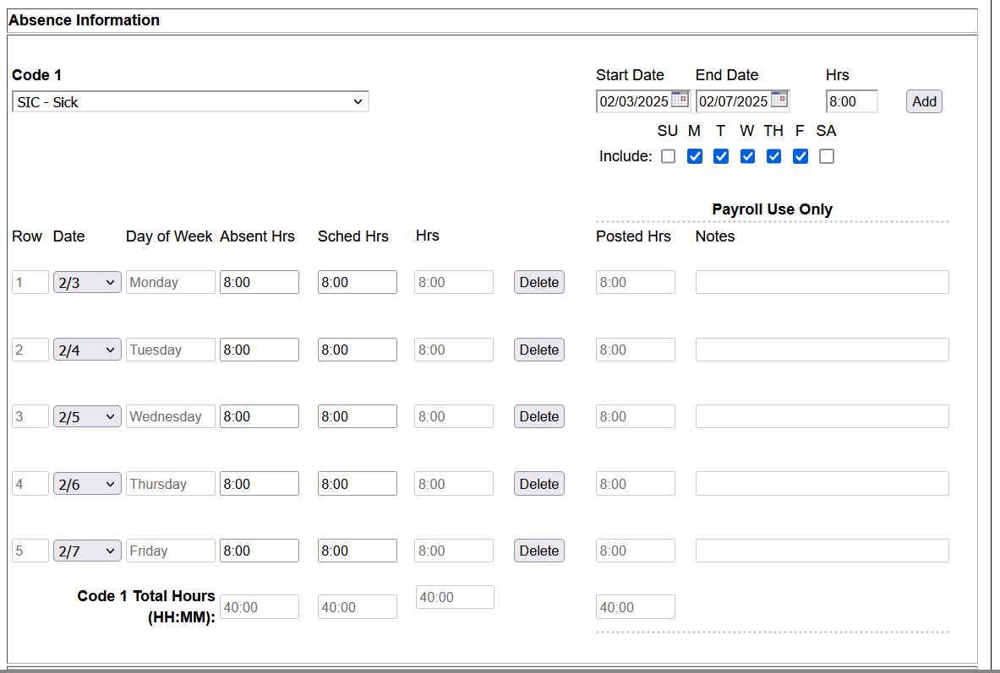 Absence Information
Code 1 Start Date End Date Hrs
SIC - Sick 02/03/2025 02/07/2025 8:00 Add
SU M T W TH F SA
Include:
Payroll Use Only
Row Date Day of Week Absent Hrs Sched Hrs Hrs Posted Hrs Notes
1 2/3 Monday 8:00 8:00 8:00 Delete 8:00
2 2/4 Tuesday 8:00 8:00 8:00 Delete 8:00
3 2/5 Wednesday 8:00 8:00 8:00 Delete 8:00
4 2/6 Thursday 8:00 8:00 8:00 Delete 8:00
5 2/7 Friday 8:00 8:00 8:00 Delete 8:00
Code 1 Total Hours
(HH:MM): 40:00 40:00 40:00 40:00